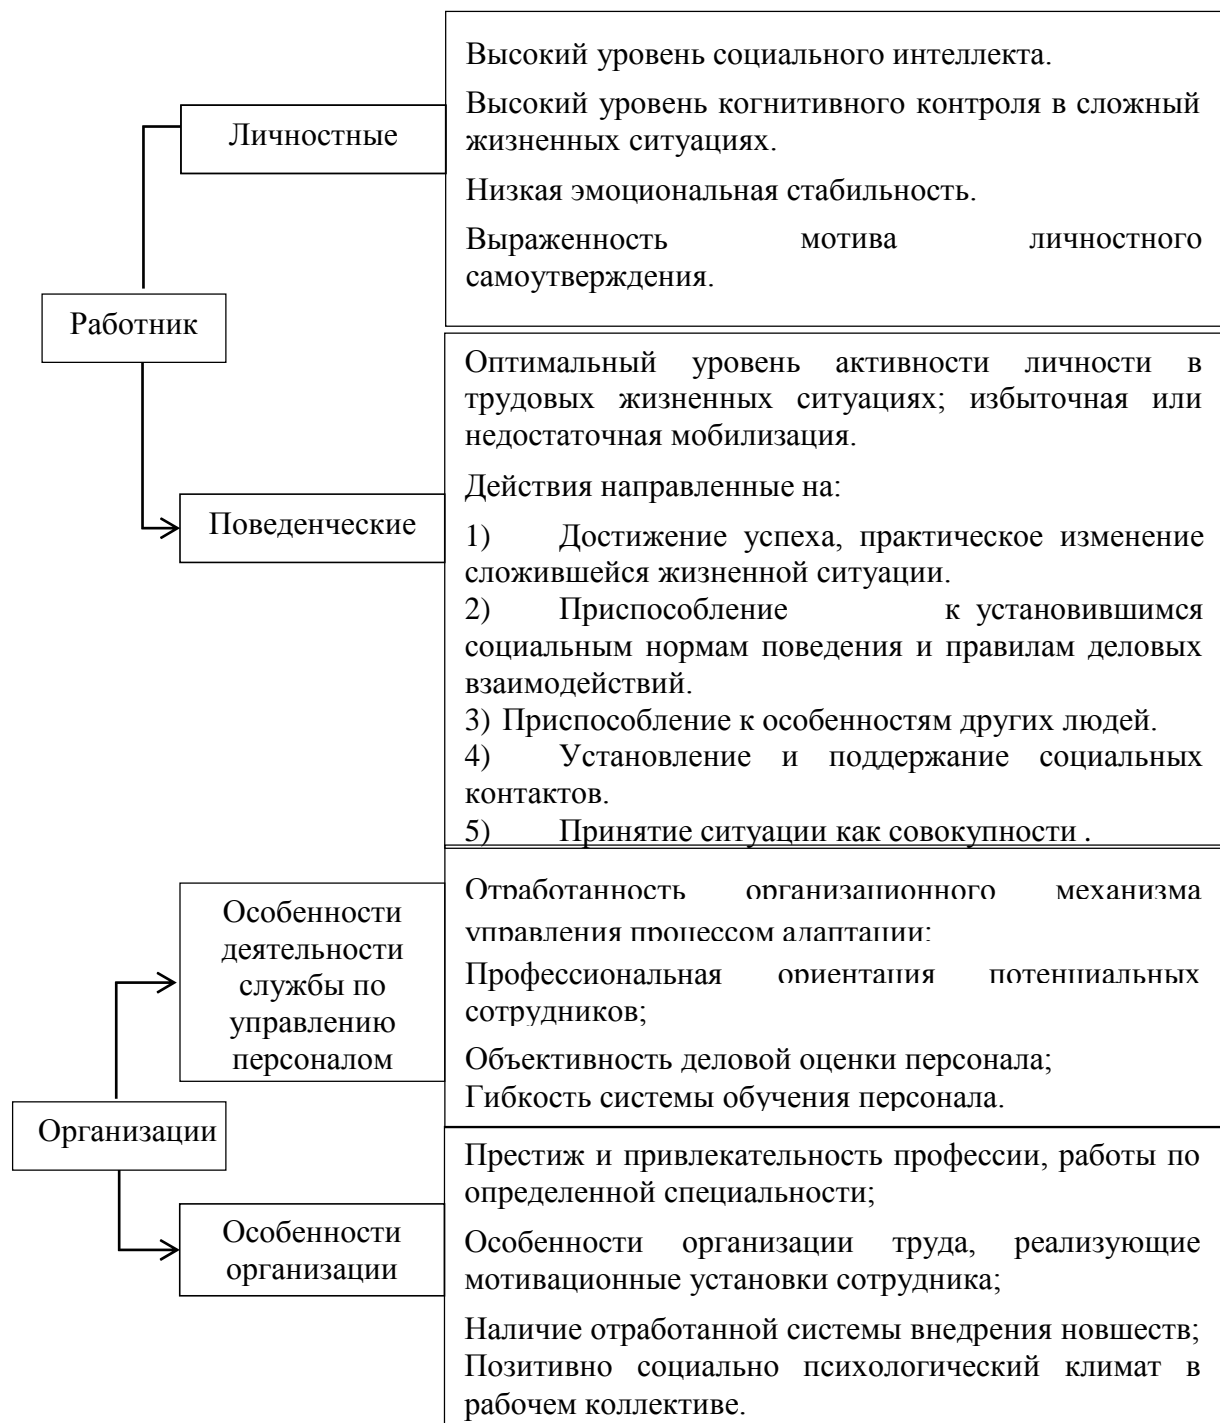 Личностные
Высокий уровень социального интеллекта.
Высокий уровень когнитивного контроля в сложный
жизненных ситуациях.
Низкая эмоциональная стабильность.
Выраженность мотива личностного
самоутверждения.
Работник
Поведенческие
Оптимальный уровень активности личности в
трудовых жизненных ситуациях; избыточная или
недостаточная мобилизация.
Действия направленные на:
1) Достижение успеха, практическое изменение
сложившейся жизненной ситуации.
2) Приспособление к установившимся
социальным нормам поведения и правилам деловых
взаимодействий.
3) Приспособление к особенностям других людей.
4) Установление и поддержание социальных
контактов.
5) Принятие ситуации как совокупности .
Особенности
деятельности
службы по
управлению
персоналом
Отработанность организационного механизма
управления процессом адаптации;
Профессиональная ориентация потенциальных
сотрудников;
Объективность деловой оценки персонала;
Гибкость системы обучения персонала.
Организации
Особенности
организации
Престиж и привлекательность профессии, работы по
определенной специальности;
Особенности организации труда, реализующие
мотивационные установки сотрудника;
Наличие отработанной системы внедрения новшеств;
Позитивно социально психологический климат в
рабочем коллективе.